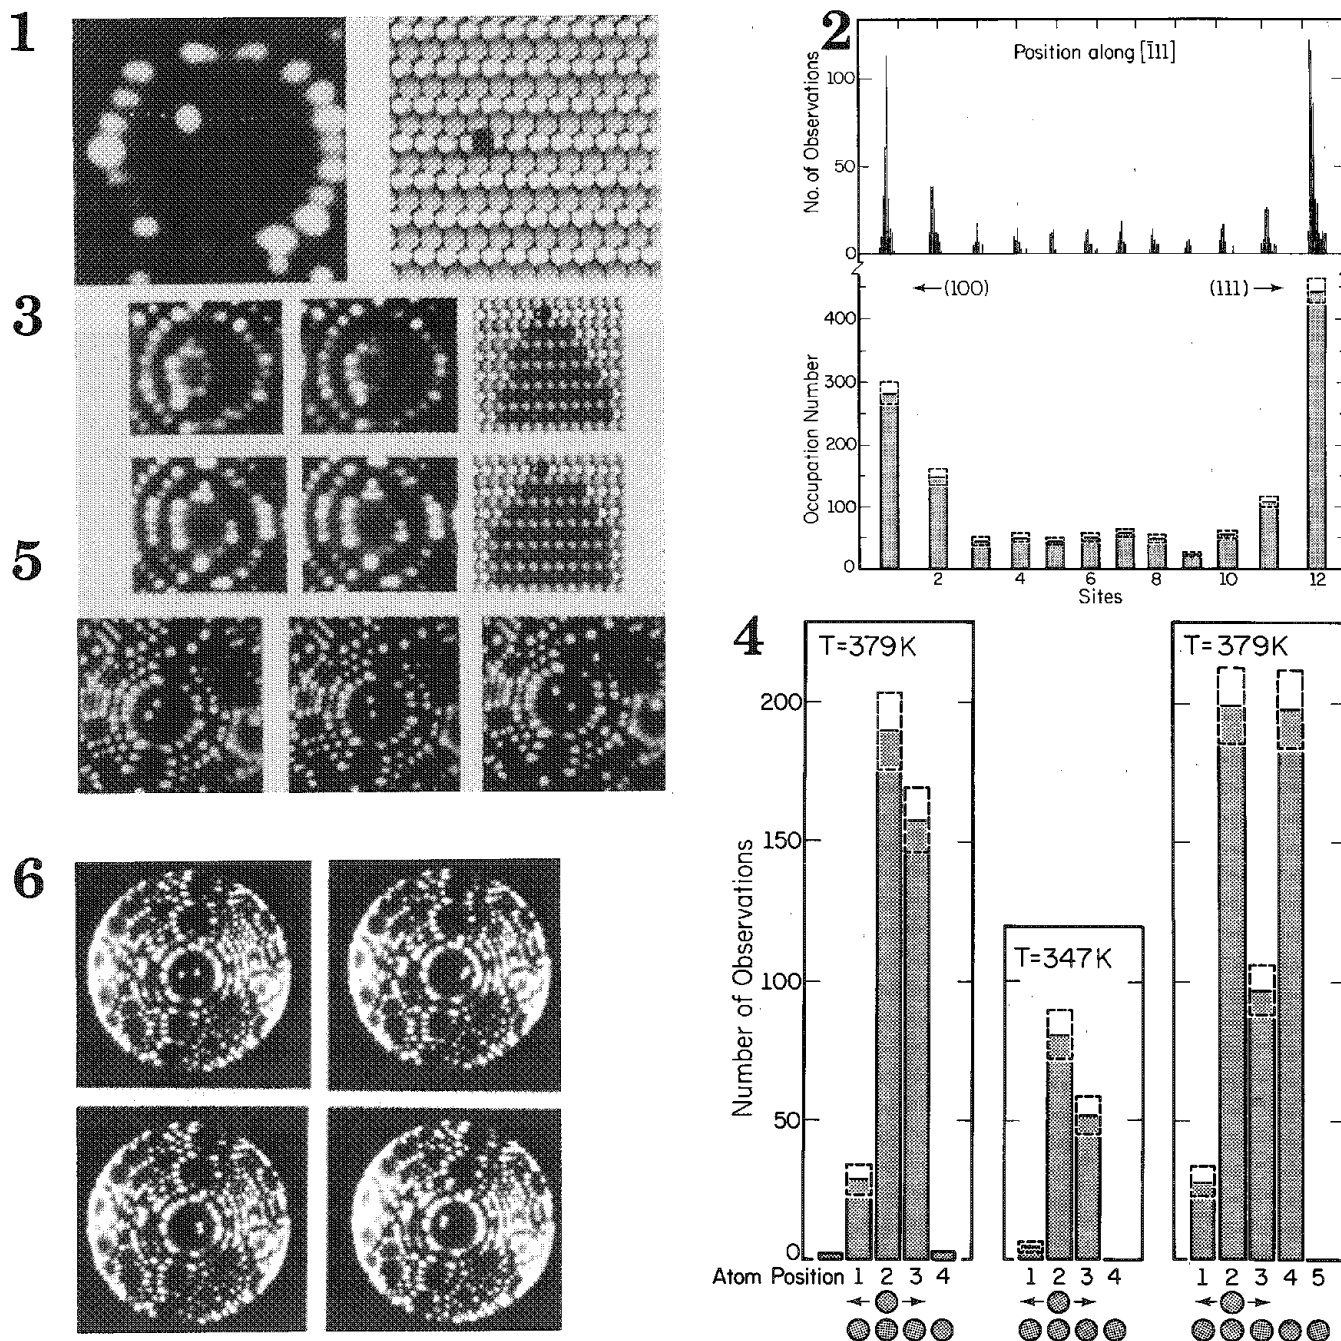 1
2
Position along [1̅11]
No. of Observations
100
50
0
←(100)
(111)→
Occupation Number
400
300
200
100
0
2 4 6 8 10 12
Sites
3
5
6
4
T=379K
T=347K
T=379K
Number of Observations
200
150
100
50
0
Atom Position 1 2 3 4 1 2 3 4 1 2 3 4 5